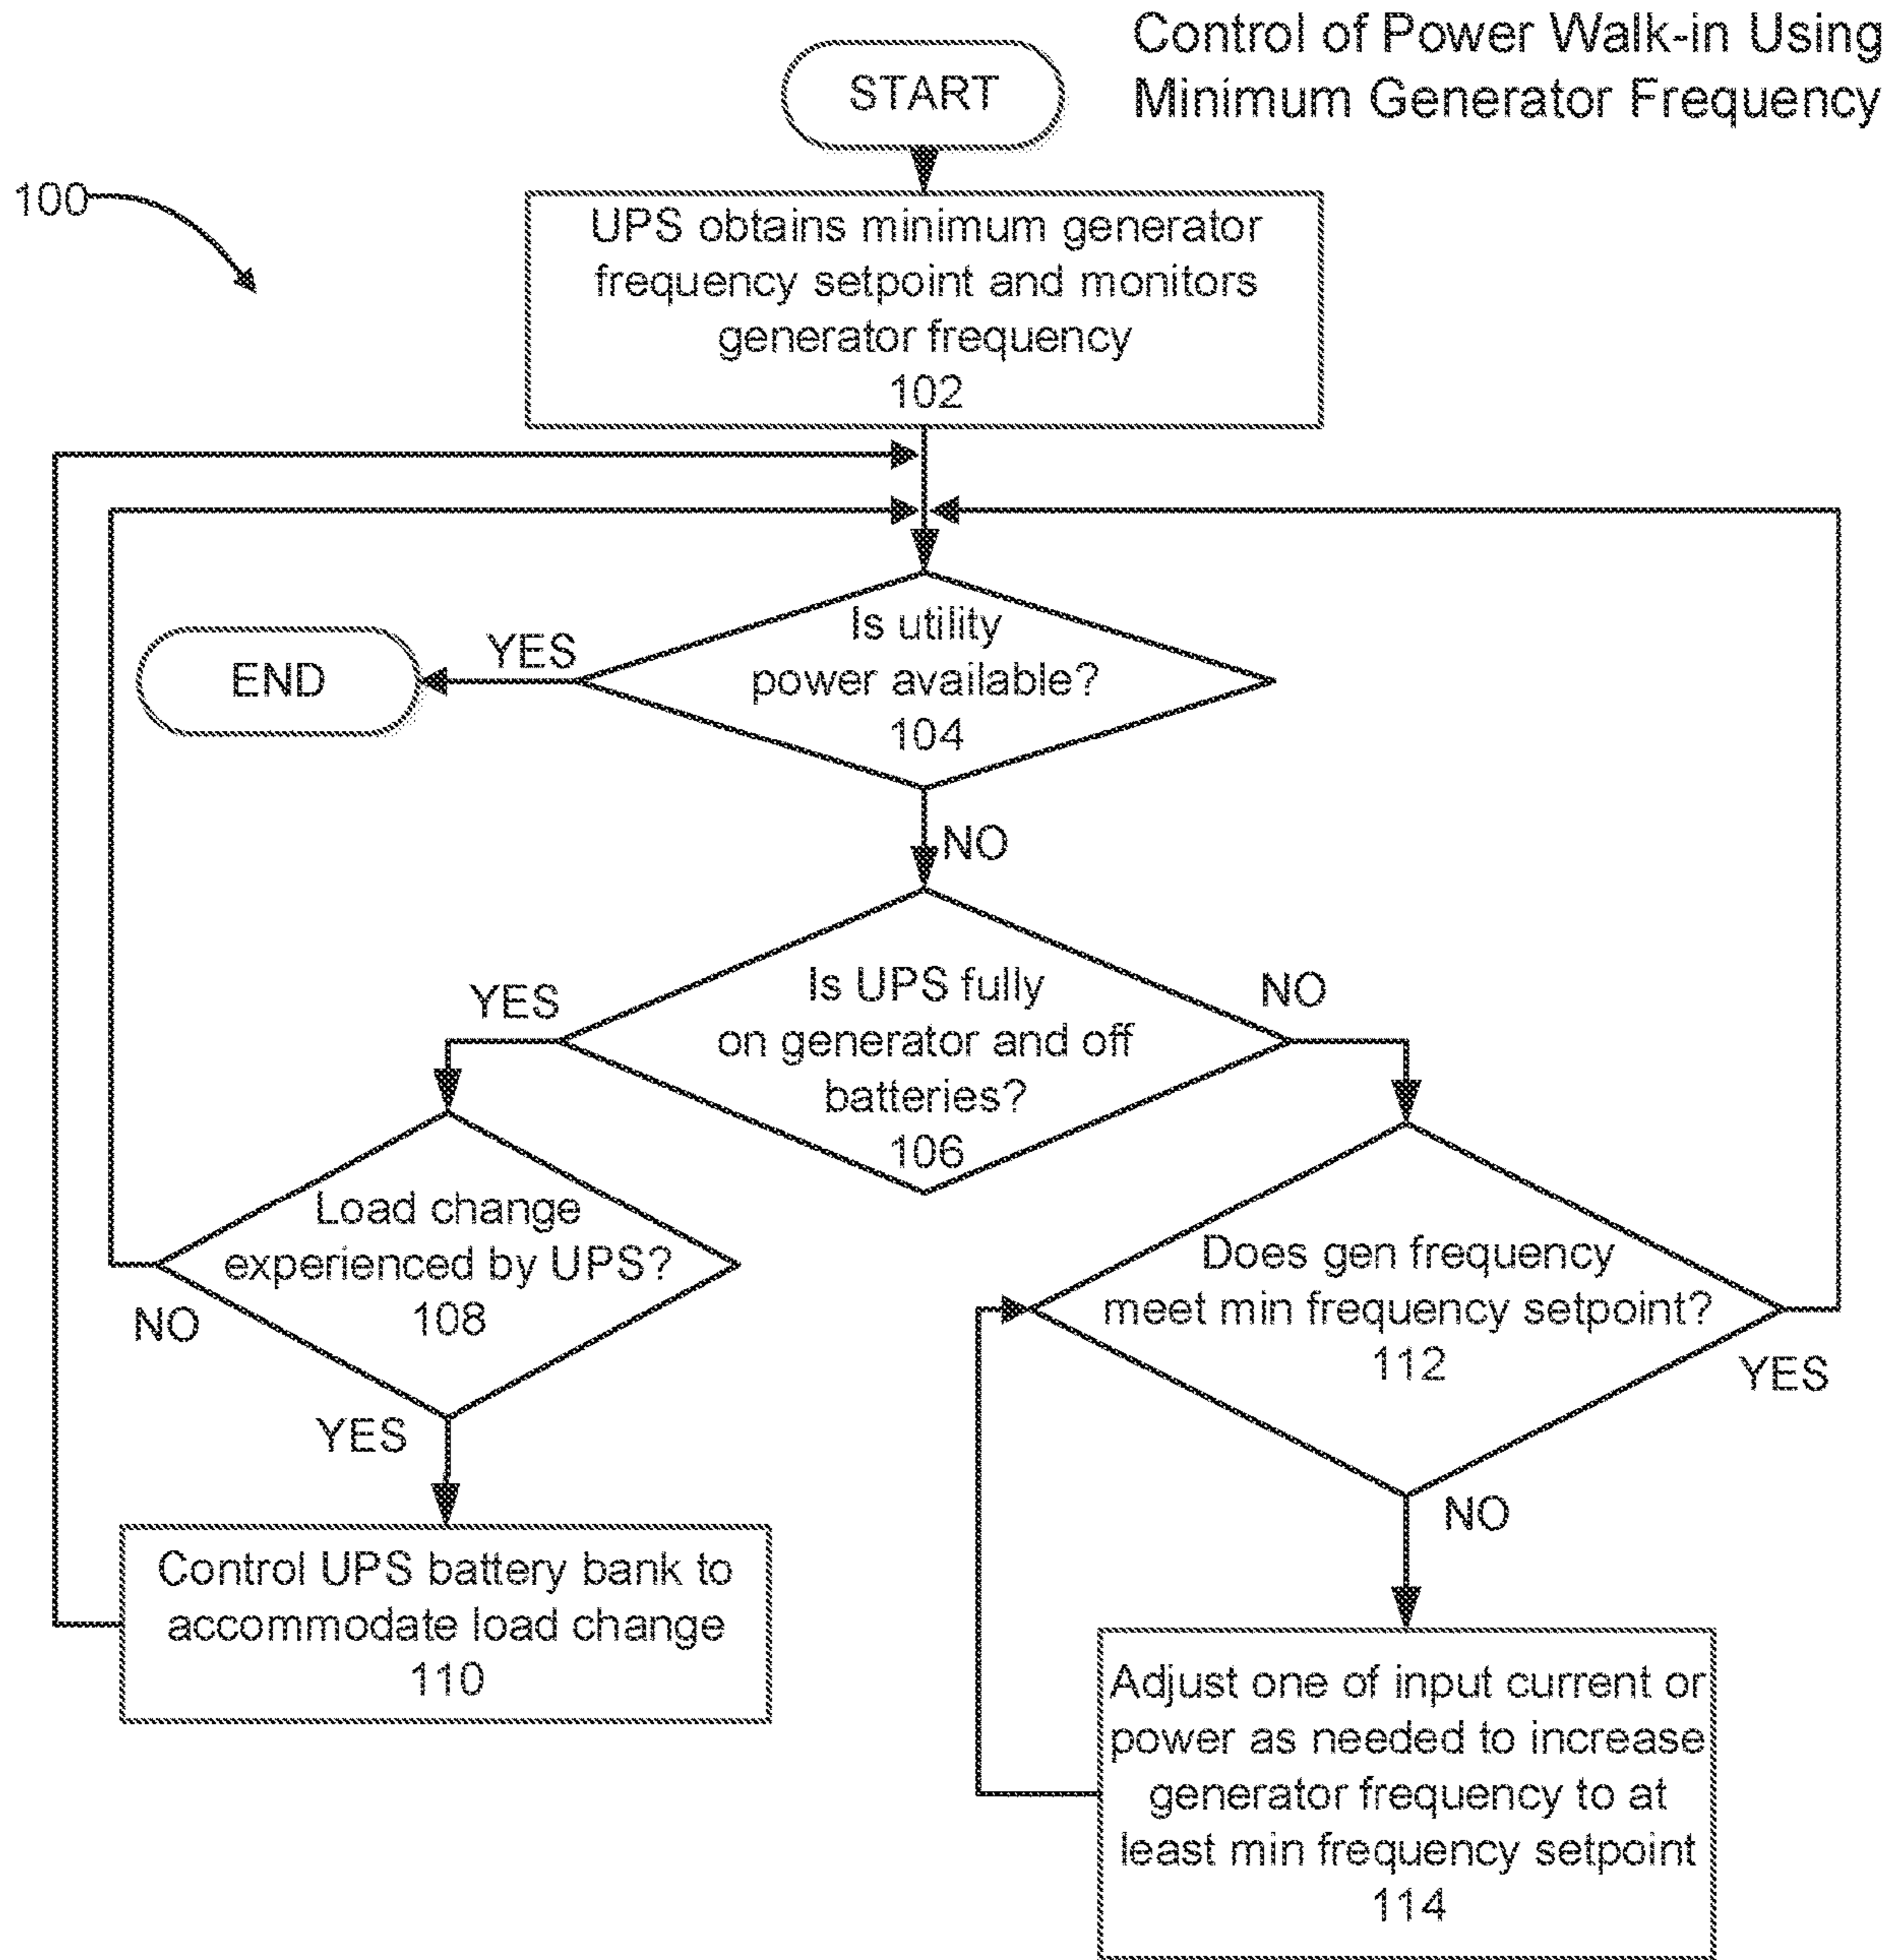 Control of Power Walk-in Using
Minimum Generator Frequency
START
100
UPS obtains minimum generator
frequency setpoint and monitors
generator frequency
102
Is utility
power available?
104
YES
END
NO
Is UPS fully
on generator and off
batteries?
106
YES
NO
Load change
experienced by UPS?
108
NO
YES
Does gen frequency
meet min frequency setpoint?
112
YES
NO
Control UPS battery bank to
accommodate load change
110
Adjust one of input current or
power as needed to increase
generator frequency to at
least min frequency setpoint
114